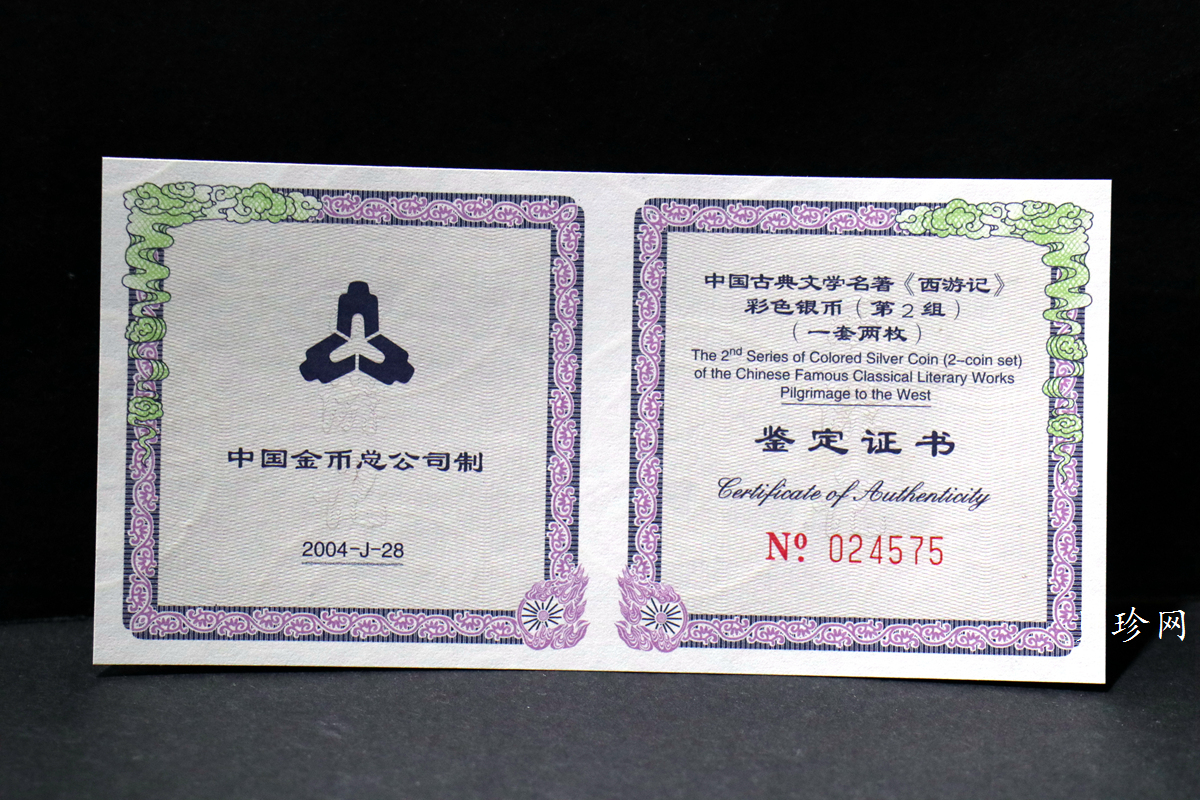 中国金币总公司制
2004-J-28
中国古典文学名著《西游记》
彩色银币（第2组）
（一套两枚）
The 2nd Series of Colored Silver Coin (2-coin set)
of the Chinese Famous Classical Literary Works
Pilgrimage to the West
鉴定证书
Certificate of Authenticity
Nº 024575
珍网